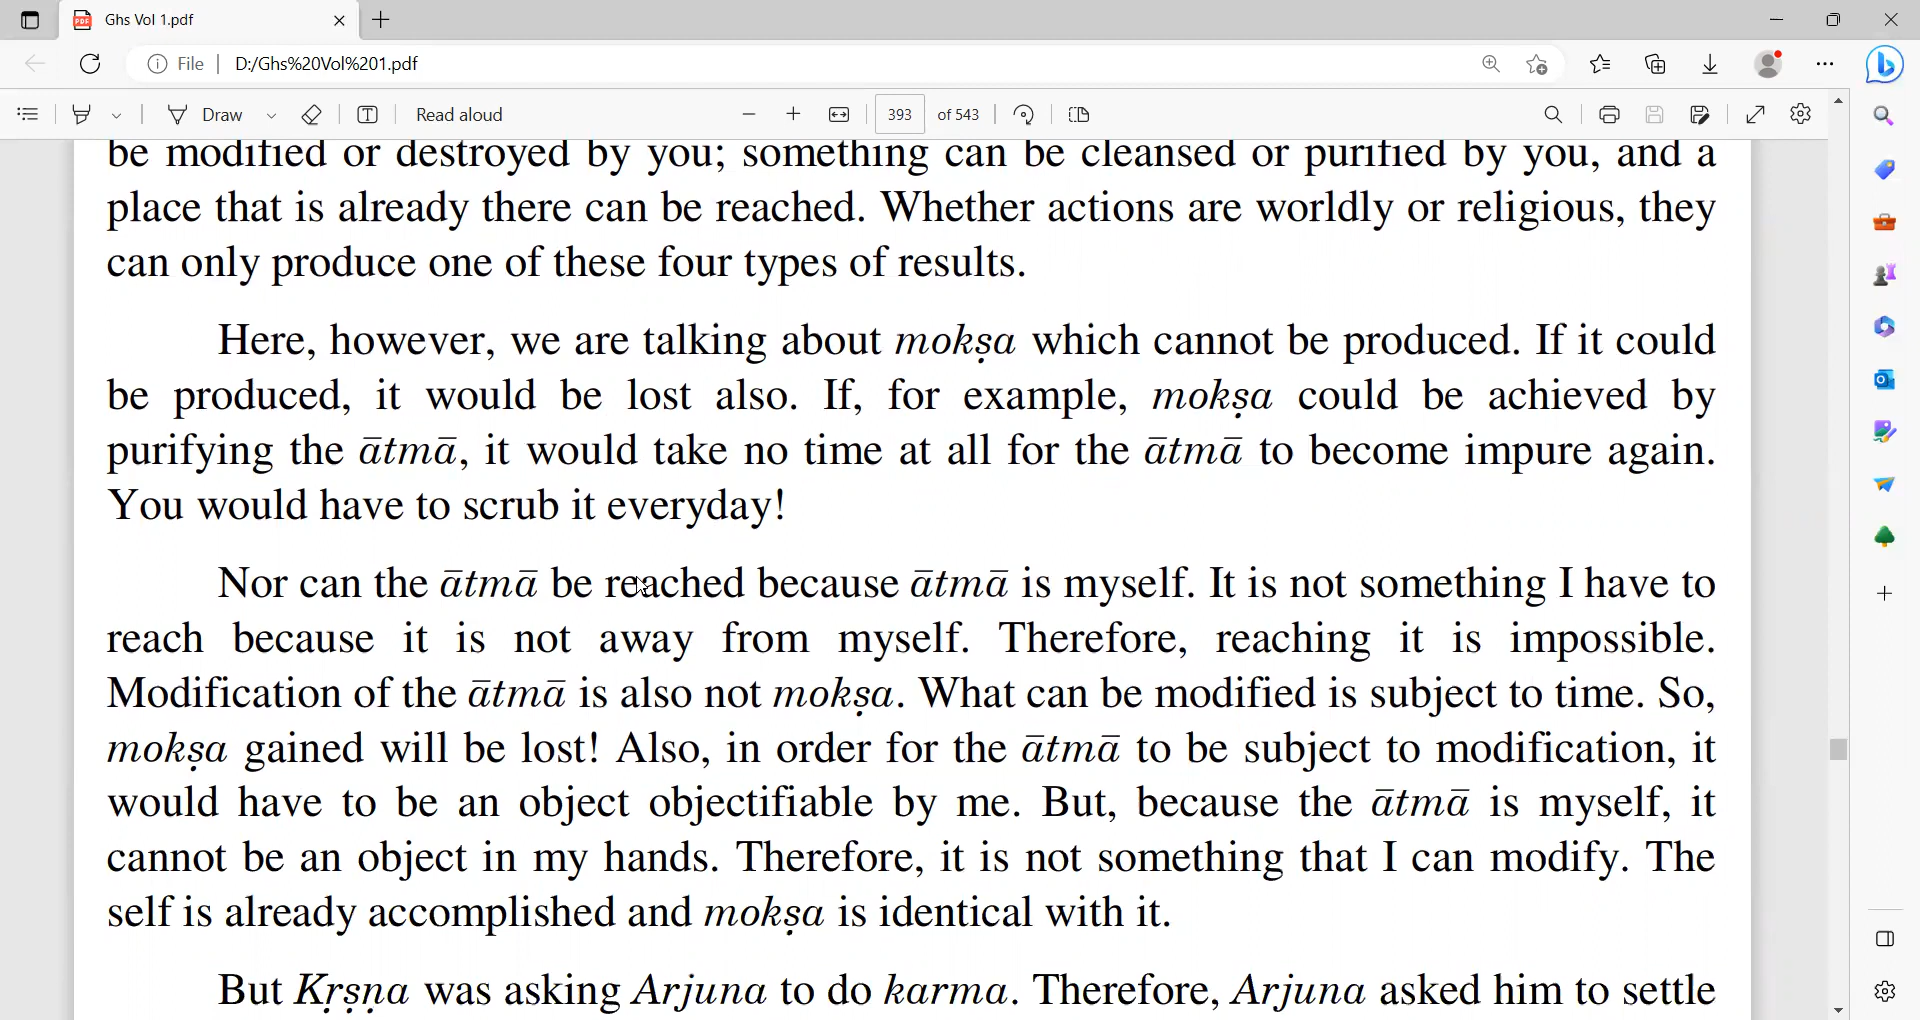 Ghs Vol 1.pdf
File D:/Ghs%20Vol%201.pdf
Draw Read aloud 393 of 543
be modified or destroyed by you; something can be cleansed or purified by you, and a
place that is already there can be reached. Whether actions are worldly or religious, they
can only produce one of these four types of results.
Here, however, we are talking about mokṣa which cannot be produced. If it could
be produced, it would be lost also. If, for example, mokṣa could be achieved by
purifying the ātmā, it would take no time at all for the ātmā to become impure again.
You would have to scrub it everyday!
Nor can the ātmā be reached because ātmā is myself. It is not something I have to
reach because it is not away from myself. Therefore, reaching it is impossible.
Modification of the ātmā is also not mokṣa. What can be modified is subject to time. So,
mokṣa gained will be lost! Also, in order for the ātmā to be subject to modification, it
would have to be an object objectifiable by me. But, because the ātmā is myself, it
cannot be an object in my hands. Therefore, it is not something that I can modify. The
self is already accomplished and mokṣa is identical with it.
But Kṛṣṇa was asking Arjuna to do karma. Therefore, Arjuna asked him to settle